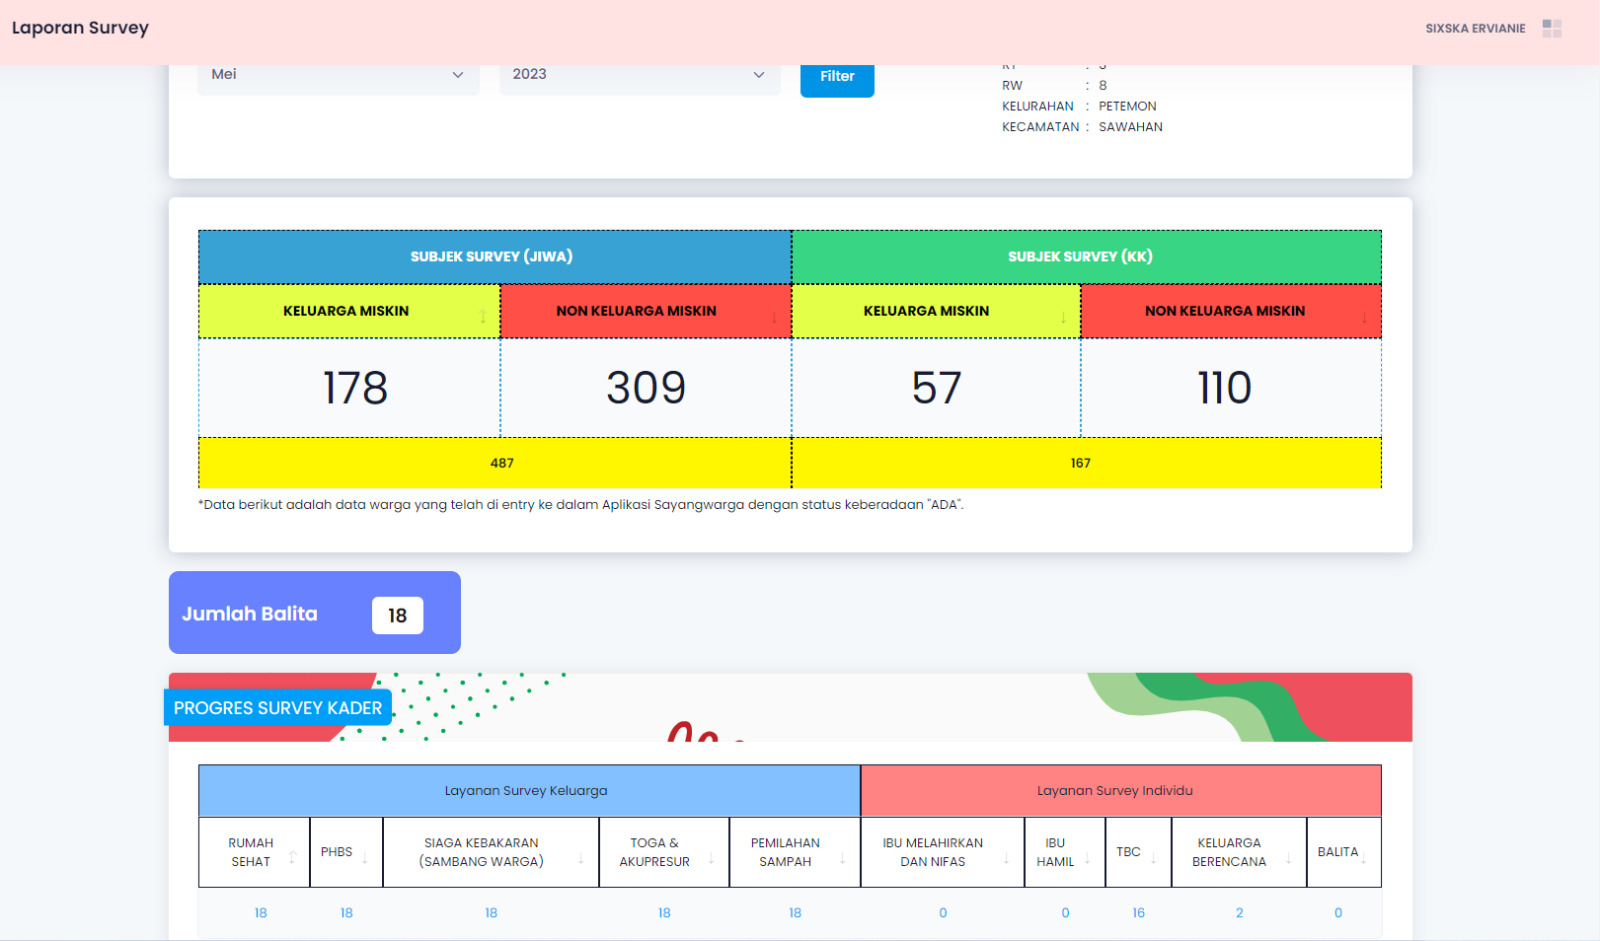 Laporan Survey
SIXSKA ERVIANIE
Mei
2023
Filter
RW : 8
KELURAHAN : PETEMON
KECAMATAN : SAWAHAN
SUBJEK SURVEY (JIWA)
SUBJEK SURVEY (KK)
KELUARGA MISKIN
NON KELUARGA MISKIN
KELUARGA MISKIN
NON KELUARGA MISKIN
178
309
57
110
487
167
*Data berikut adalah data warga yang telah di entry ke dalam Aplikasi Sayangwarga dengan status keberadaan "ADA".
Jumlah Balita
18
PROGRES SURVEY KADER
Layanan Survey Keluarga
Layanan Survey Individu
RUMAH
SEHAT
PHBS
SIAGA KEBAKARAN
(SAMBANG WARGA)
TOGA &
AKUPRESUR
PEMILAHAN
SAMPAH
IBU MELAHIRKAN
DAN NIFAS
IBU
HAMIL
TBC
KELUARGA
BERENCANA
BALITA
18
18
18
18
18
0
0
16
2
0